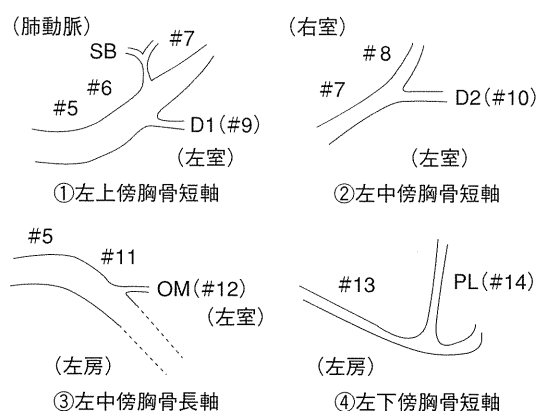 (肺動脈)
SB
#7
#6
#5
D1(#9)
(左室)
①左上傍胸骨短軸
(右室)
#8
#7
D2(#10)
(左室)
②左中傍胸骨短軸
#5
#11
OM(#12)
(左室)
(左房)
③左中傍胸骨長軸
#13
PL(#14)
(左房)
④左下傍胸骨短軸